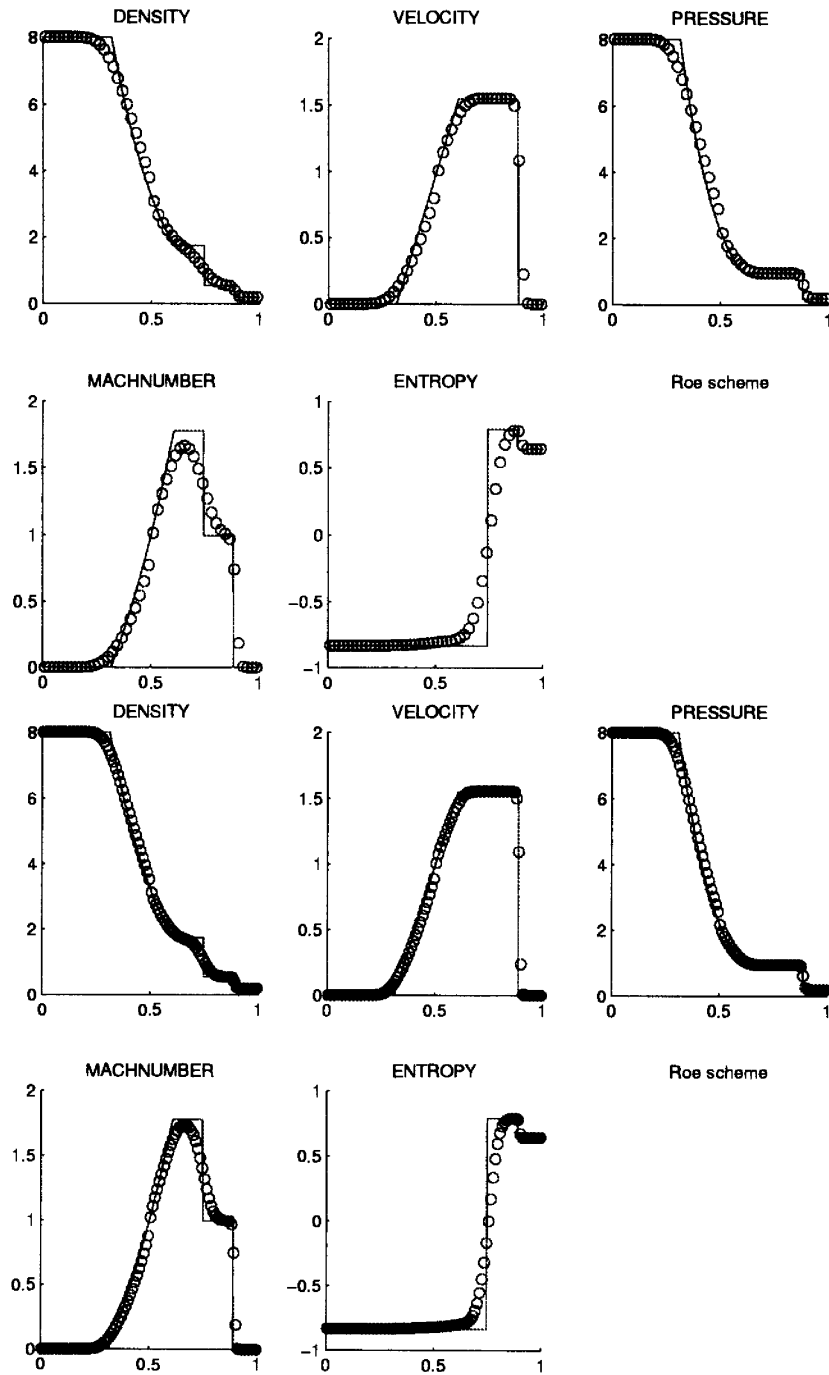 DENSITY VELOCITY PRESSURE
8 2 8
6 1.5 6
4 1 4
2 0.5 2
0 0 0
0 0.5 1 0 0.5 1 0 0.5 1
MACHNUMBER ENTROPY Roe scheme
2 1
1.5 0.5
1 0
0.5 −0.5
0 −1
0 0.5 1 0 0.5 1
DENSITY VELOCITY PRESSURE
8 2 8
6 1.5 6
4 1 4
2 0.5 2
0 0 0
0 0.5 1 0 0.5 1 0 0.5 1
MACHNUMBER ENTROPY Roe scheme
2 1
1.5 0.5
1 0
0.5 −0.5
0 −1
0 0.5 1 0 0.5 1